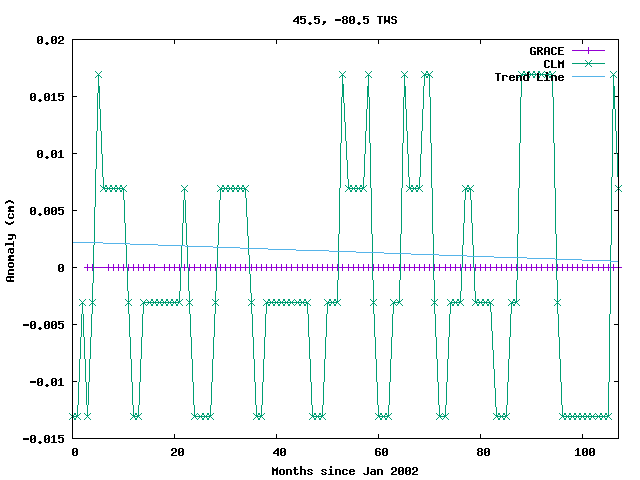 45.5, -80.5 TWS
0.02
0.015
0.01
0.005
0
-0.005
-0.01
-0.015
Anomaly (cm)
GRACE
CLM
Trend Line
0 20 40 60 80 100
Months since Jan 2002